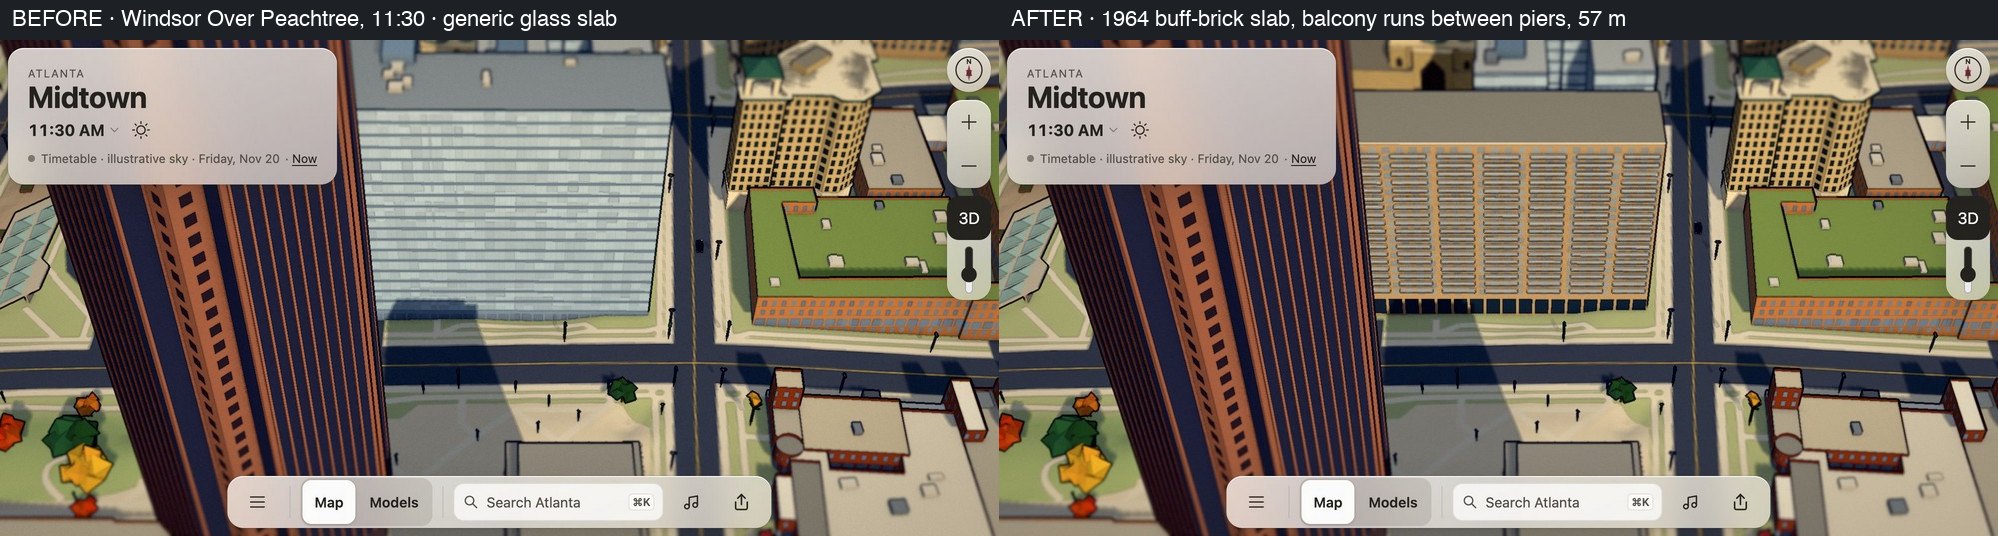 BEFORE · Windsor Over Peachtree, 11:30 · generic glass slab
ATLANTA
Midtown
11:30 AM
Timetable · illustrative sky · Friday, Nov 20 · Now
N
3D
Map
Models
Search Atlanta
⌘K
AFTER · 1964 buff-brick slab, balcony runs between piers, 57 m
ATLANTA
Midtown
11:30 AM
Timetable · illustrative sky · Friday, Nov 20 · Now
N
3D
Map
Models
Search Atlanta
⌘K